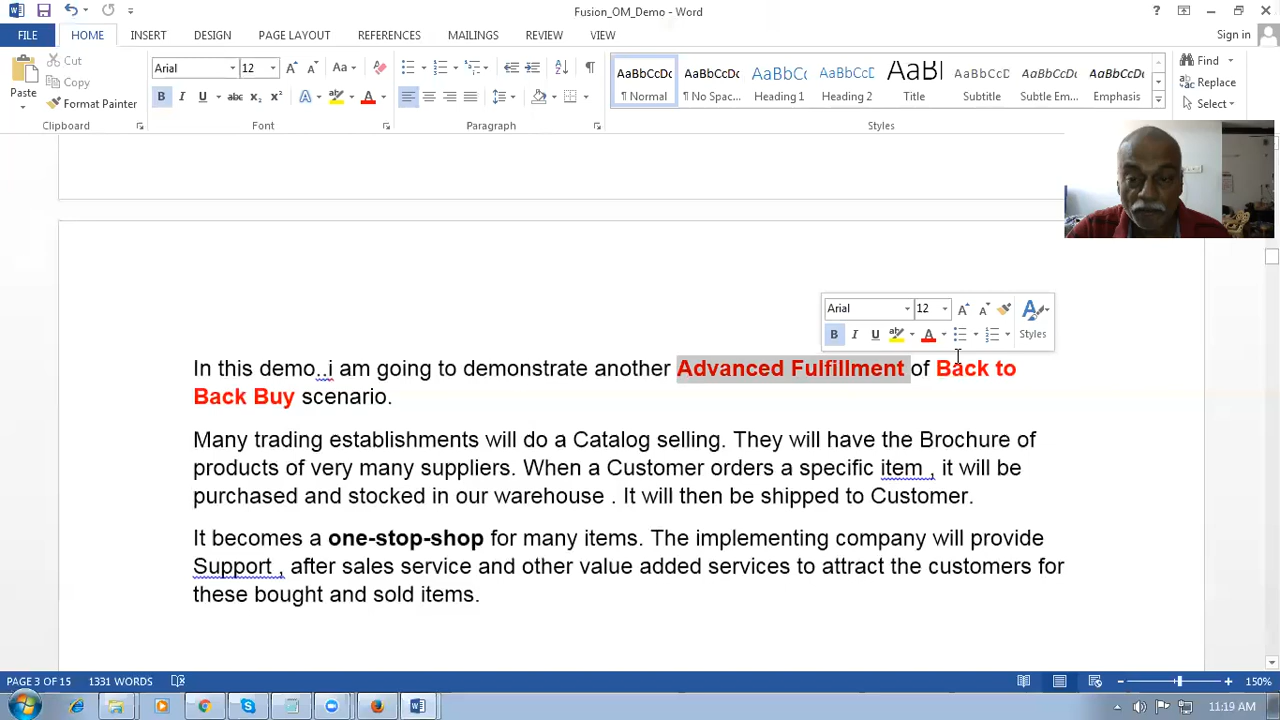 Fusion_OM_Demo - Word
FILE HOME INSERT DESIGN PAGE LAYOUT REFERENCES MAILINGS REVIEW VIEW Sign in
Paste
Cut
Copy
Format Painter
Arial 12
AaBbCcDc AaBbCcDc AaBbCc AaBbCcC AaBl AaBbCcC AaBbCcDc AaBbCcDc
¶ Normal ¶ No Spac... Heading 1 Heading 2 Title Subtitle Subtle Em... Emphasis
Find
Replace
Select
Clipboard Font Paragraph Styles
Arial 12
Styles
In this demo..i am going to demonstrate another Advanced Fulfillment of Back to
Back Buy scenario.
Many trading establishments will do a Catalog selling. They will have the Brochure of
products of very many suppliers. When a Customer orders a specific item , it will be
purchased and stocked in our warehouse . It will then be shipped to Customer.
It becomes a one-stop-shop for many items. The implementing company will provide
Support , after sales service and other value added services to attract the customers for
these bought and sold items.
PAGE 3 OF 15 1331 WORDS 150%
11:19 AM